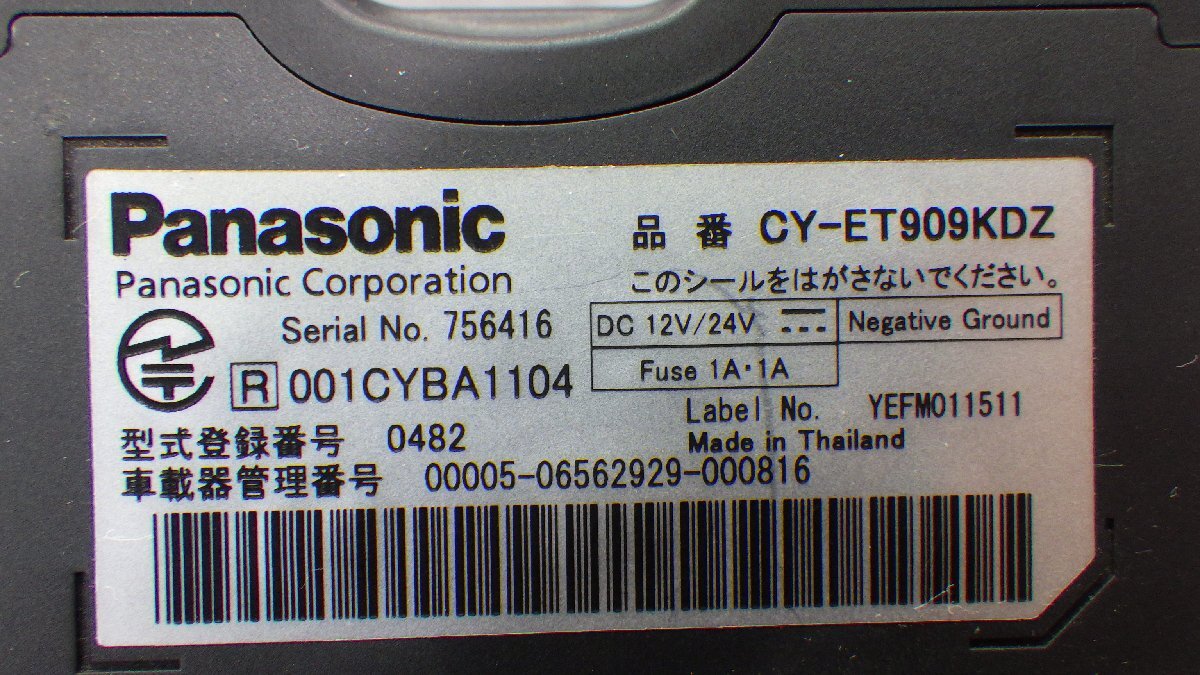 Panasonic
品番 CY-ET909KDZ
Panasonic Corporation
このシールをはがさないでください。
Serial No. 756416
DC 12V/24V
Negative Ground
Fuse 1A・1A
R 001CYBA1104
Label No. YEFM011511
型式登録番号 0482
Made in Thailand
車載器管理番号 00005-06562929-000816